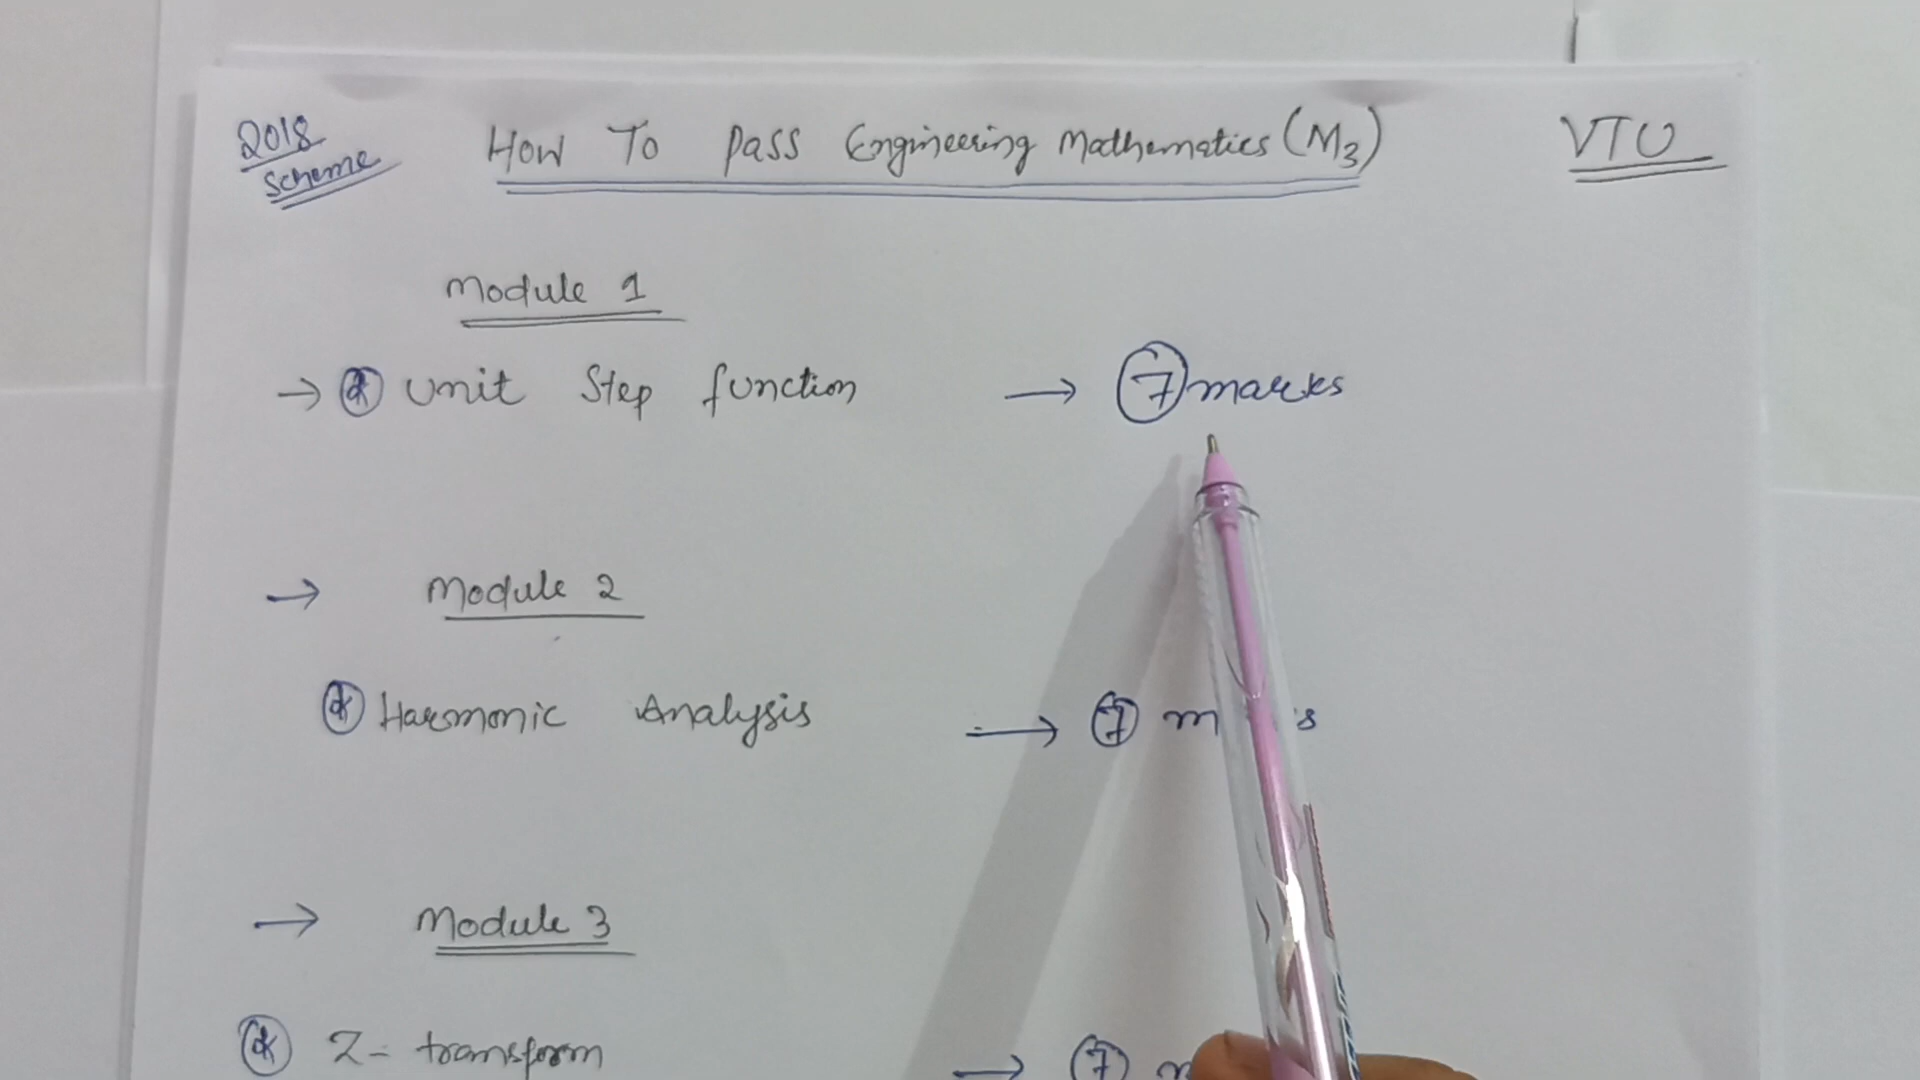 2018 Scheme
How To Pass Engineering Mathematics (M3)
VTU
Module 1
→ * Unit Step function → 7 marks
→ Module 2
* Harmonic Analysis → 7
→ Module 3
* Z- transform → 7